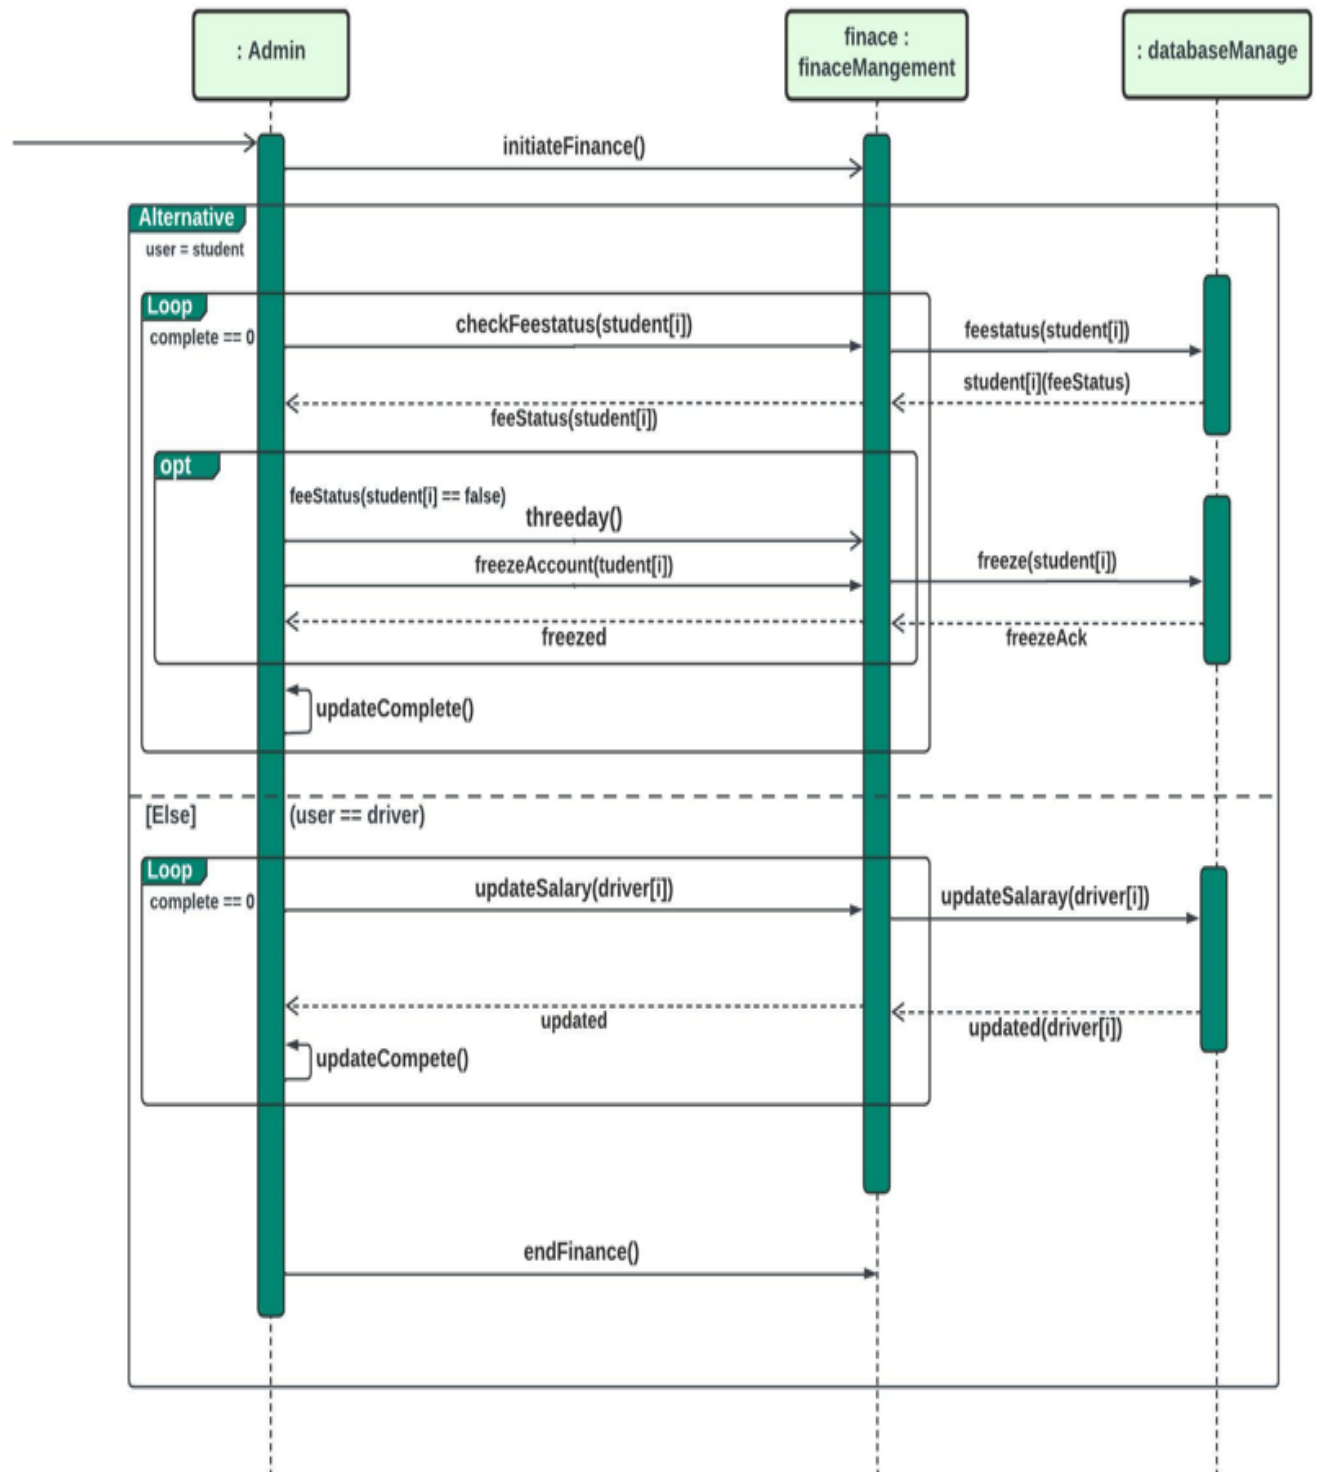 : Admin
finace :
finaceMangement
: databaseManage
initiateFinance()
Alternative
user = student
Loop
complete == 0
checkFeestatus(student[i])
feestatus(student[i])
student[i](feeStatus)
feeStatus(student[i])
opt
feeStatus(student[i] == false)
threeday()
freezeAccount(tudent[i])
freeze(student[i])
freezed
freezeAck
updateComplete()
[Else]
(user == driver)
Loop
complete == 0
updateSalary(driver[i])
updateSalaray(driver[i])
updated
updated(driver[i])
updateCompete()
endFinance()